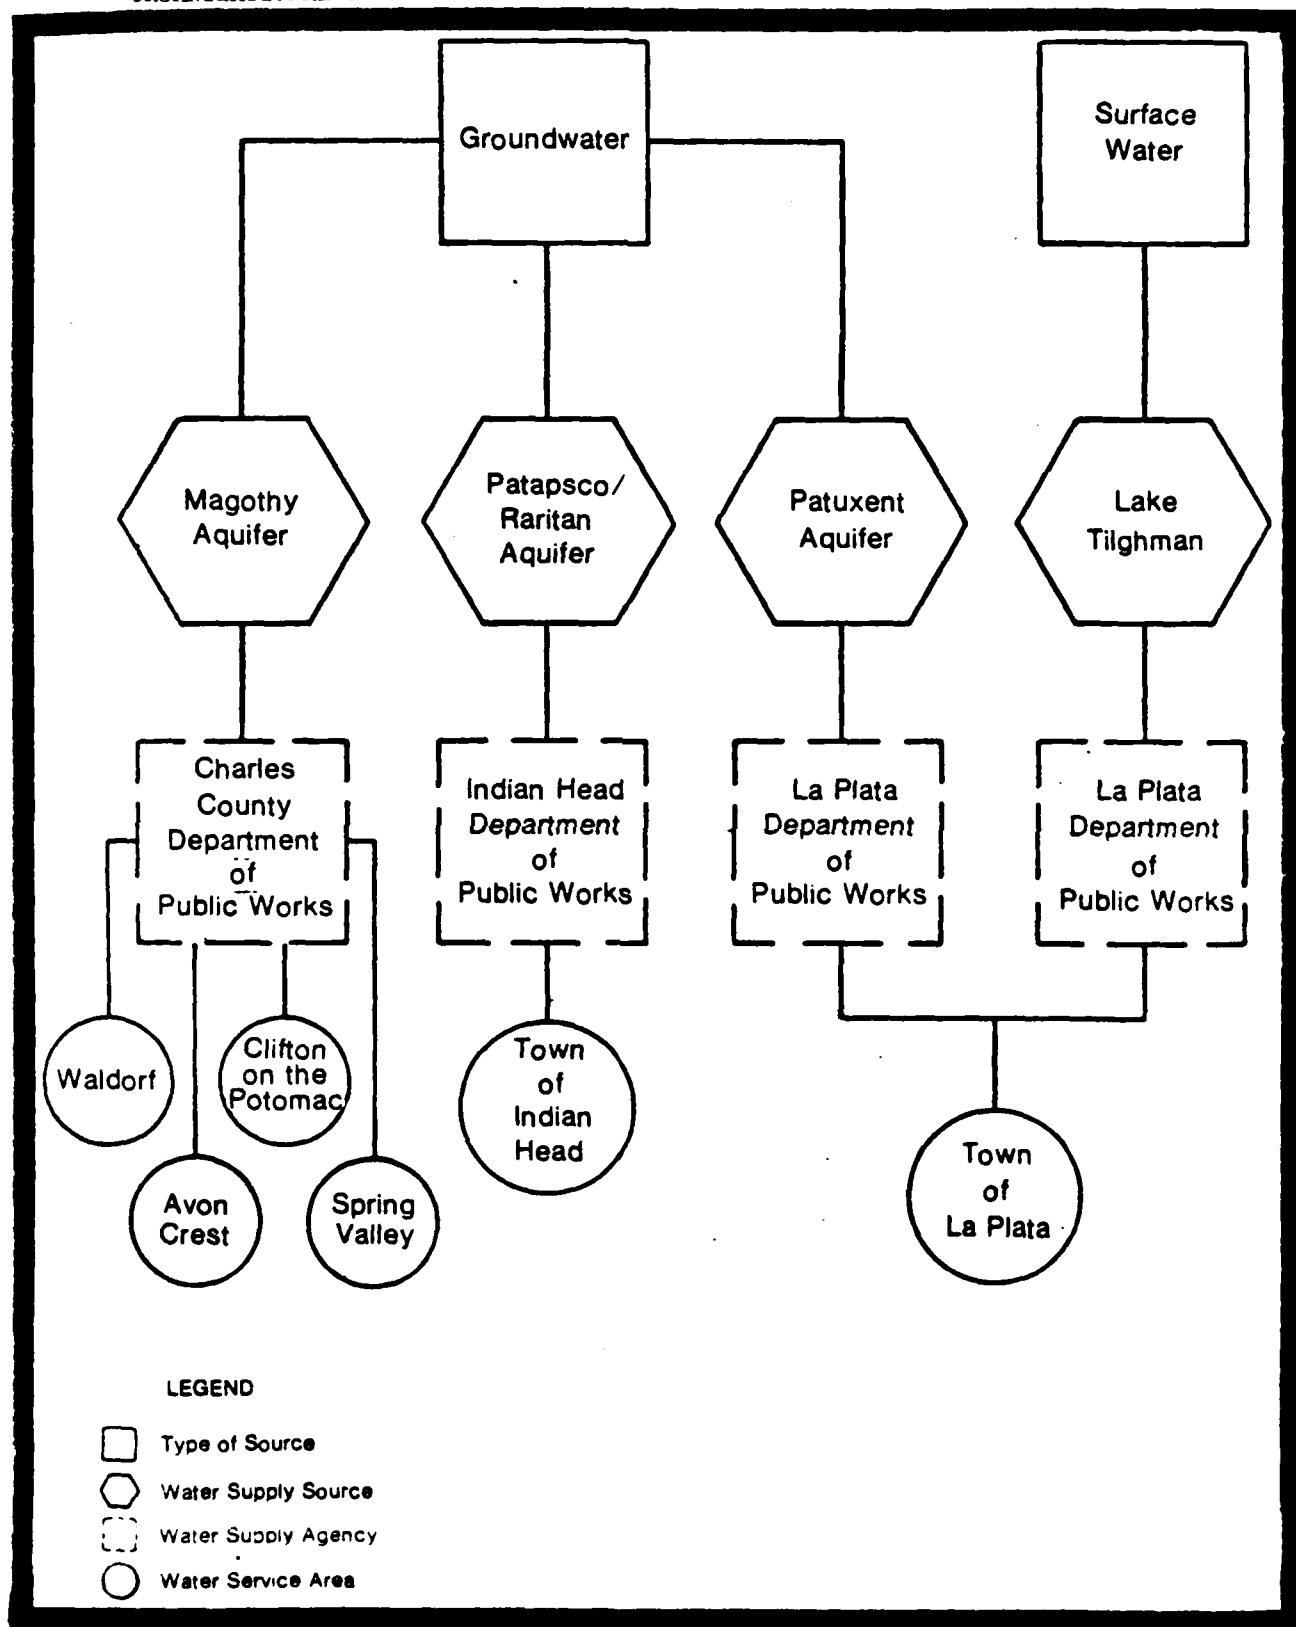 Groundwater
Surface
Water
Magothy
Aquifer
Patapsco/
Raritan
Aquifer
Patuxent
Aquifer
Lake
Tilghman
Charles
County
Department
of
Public Works
Indian Head
Department
of
Public Works
La Plata
Department
of
Public Works
La Plata
Department
of
Public Works
Waldorf
Clifton
on the
Potomac
Avon
Crest
Spring
Valley
Town
of
Indian
Head
Town
of
La Plata
LEGEND
Type of Source
Water Supply Source
Water Supply Agency
Water Service Area